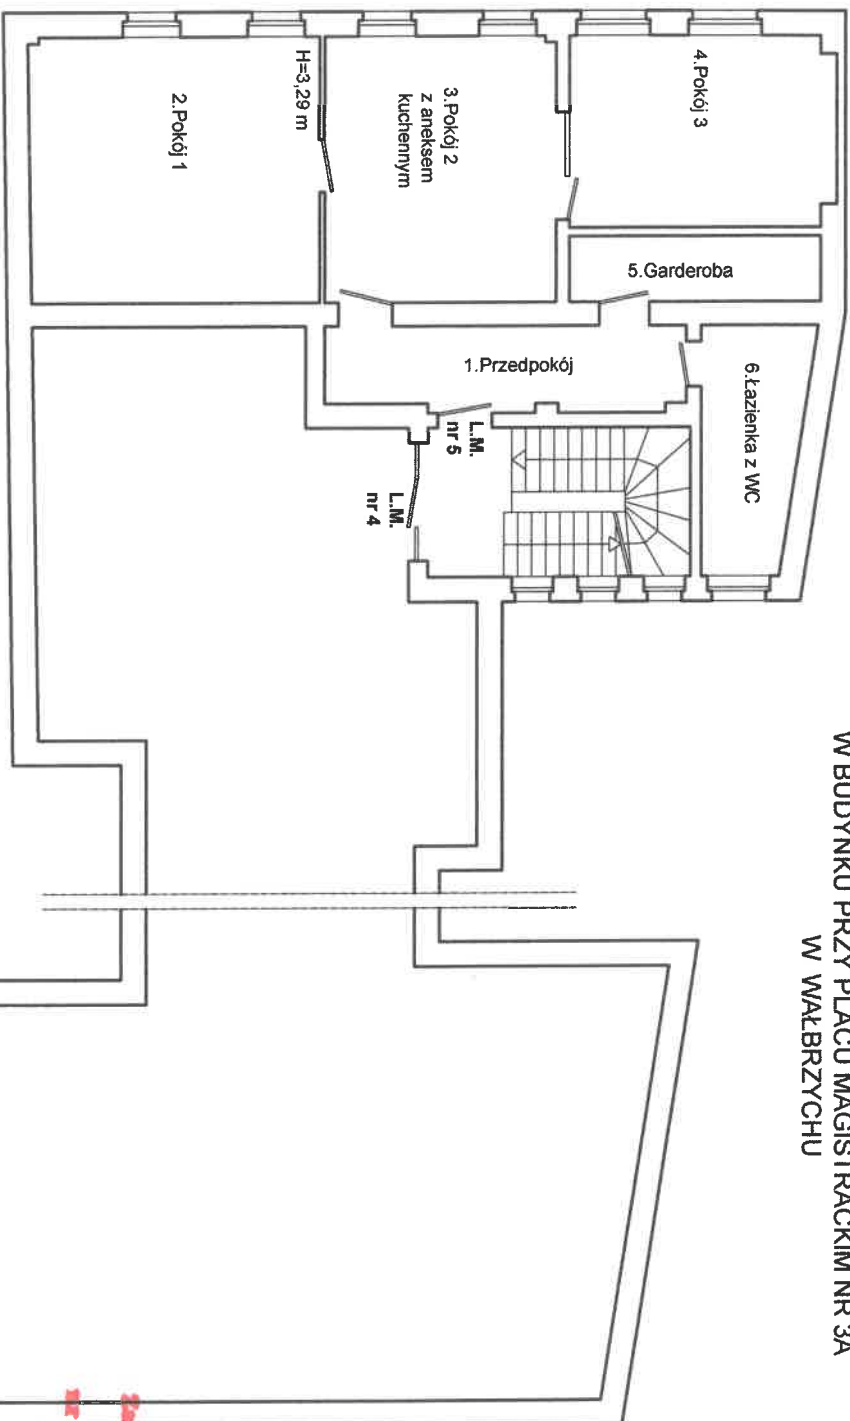 W BUDYNKU PRZY PLACU MAGISTRACKIM NR 3A
W WAŁBRZYCHU
4.Pokój 3
3.Pokój 2
z aneksem
kuchennym
H=3,29 m
2.Pokój 1
5.Garderoba
1.Przedpokój
6.Łazienka z WC
L.M.
nr 5
L.M.
nr 4